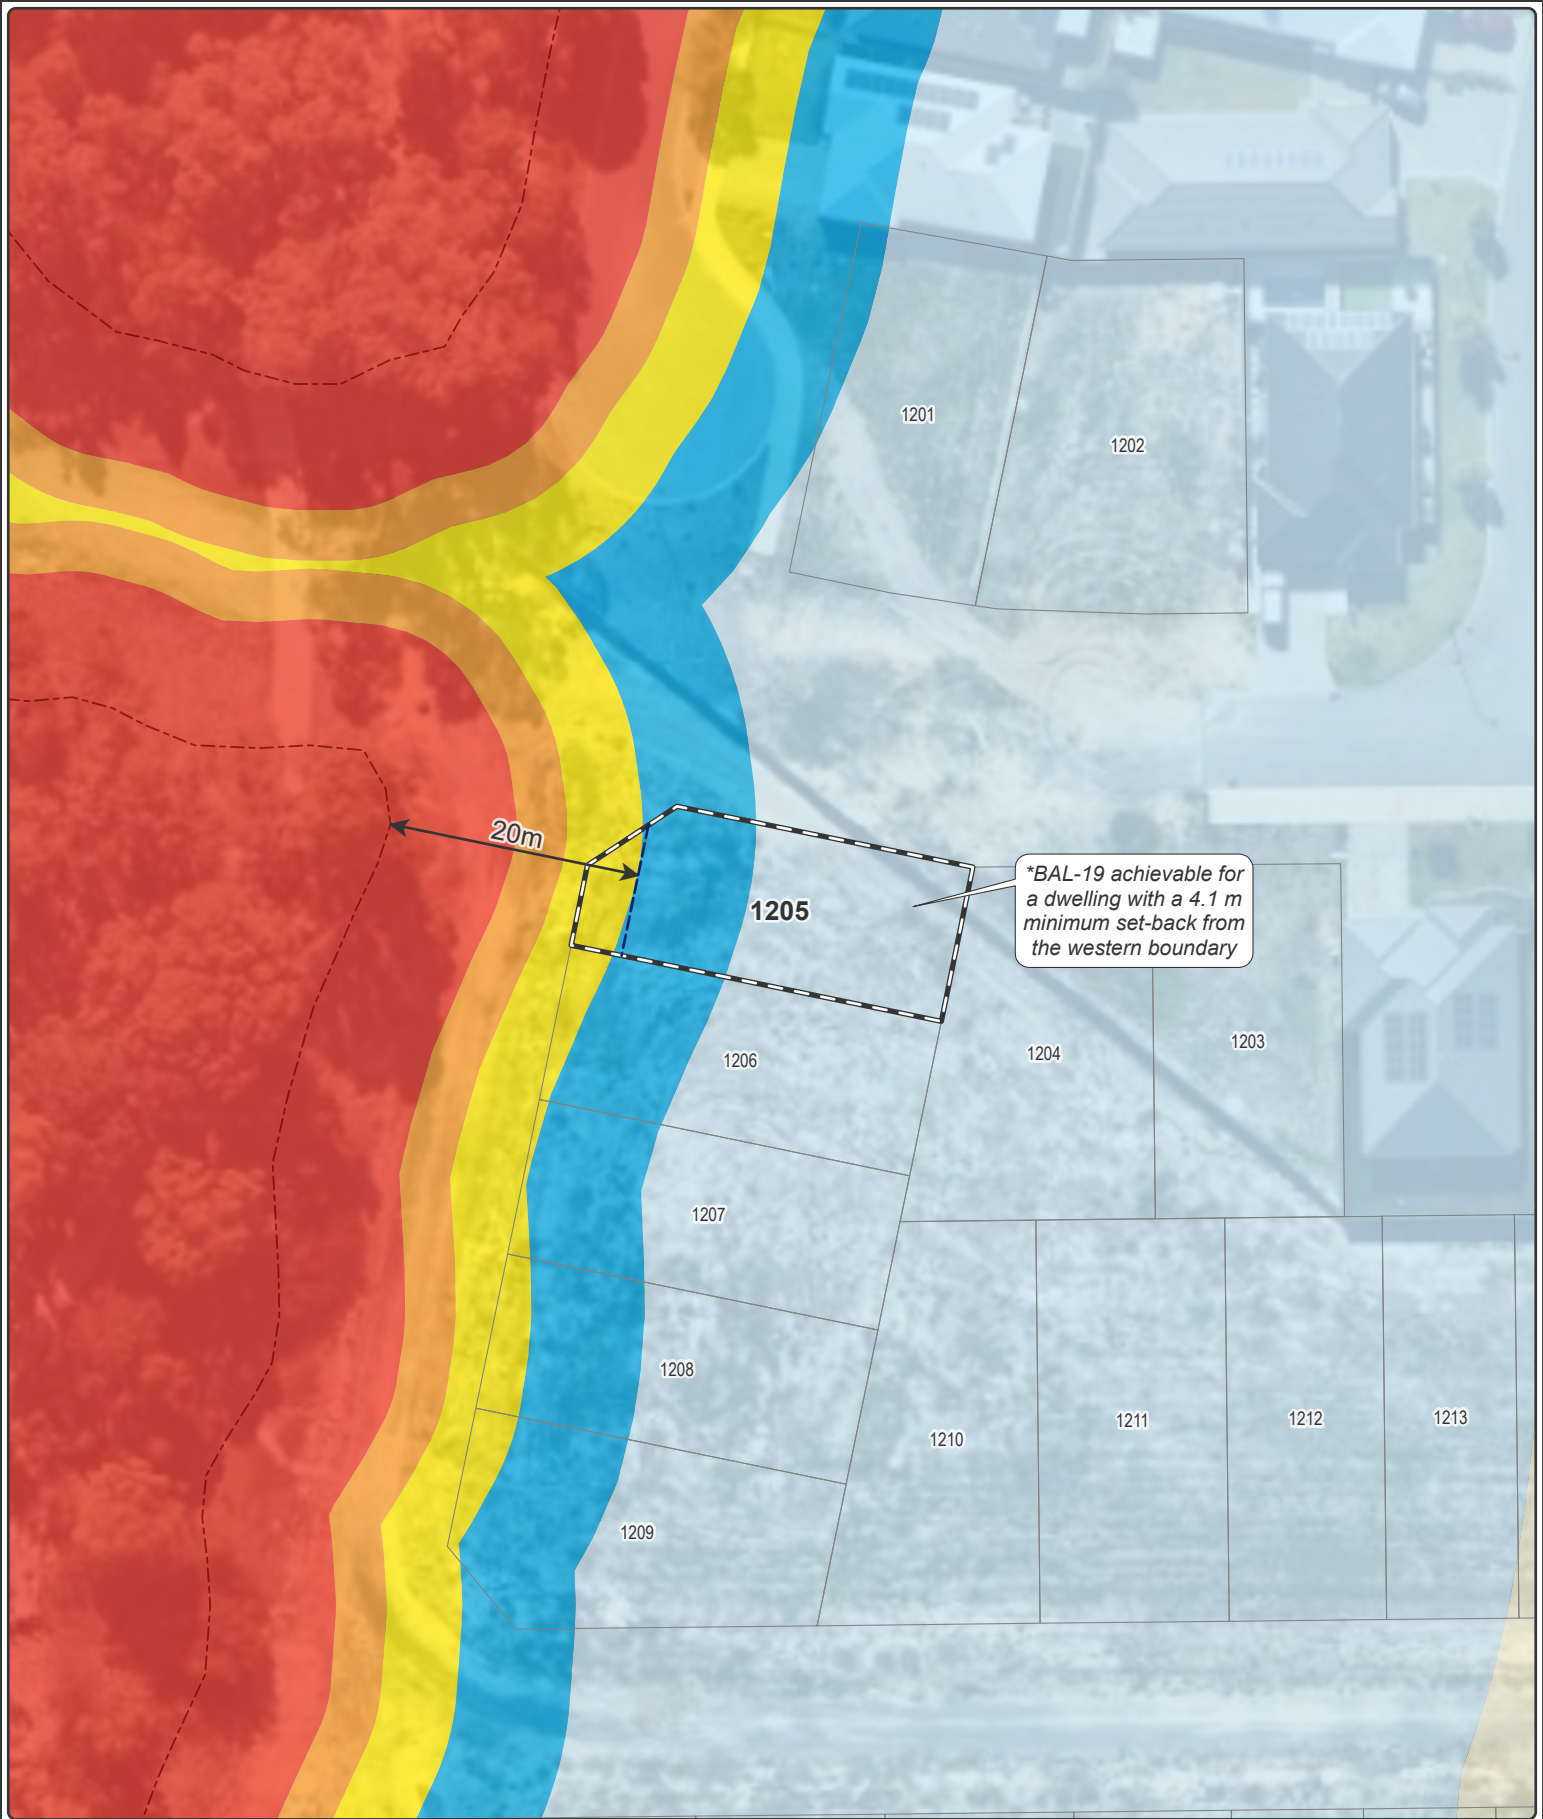 1201
1202
20m
*BAL-19 achievable for
a dwelling with a 4.1 m
minimum set-back from
the western boundary
1205
1203
1204
1206
1207
1208
1211
1212
1213
1210
1209